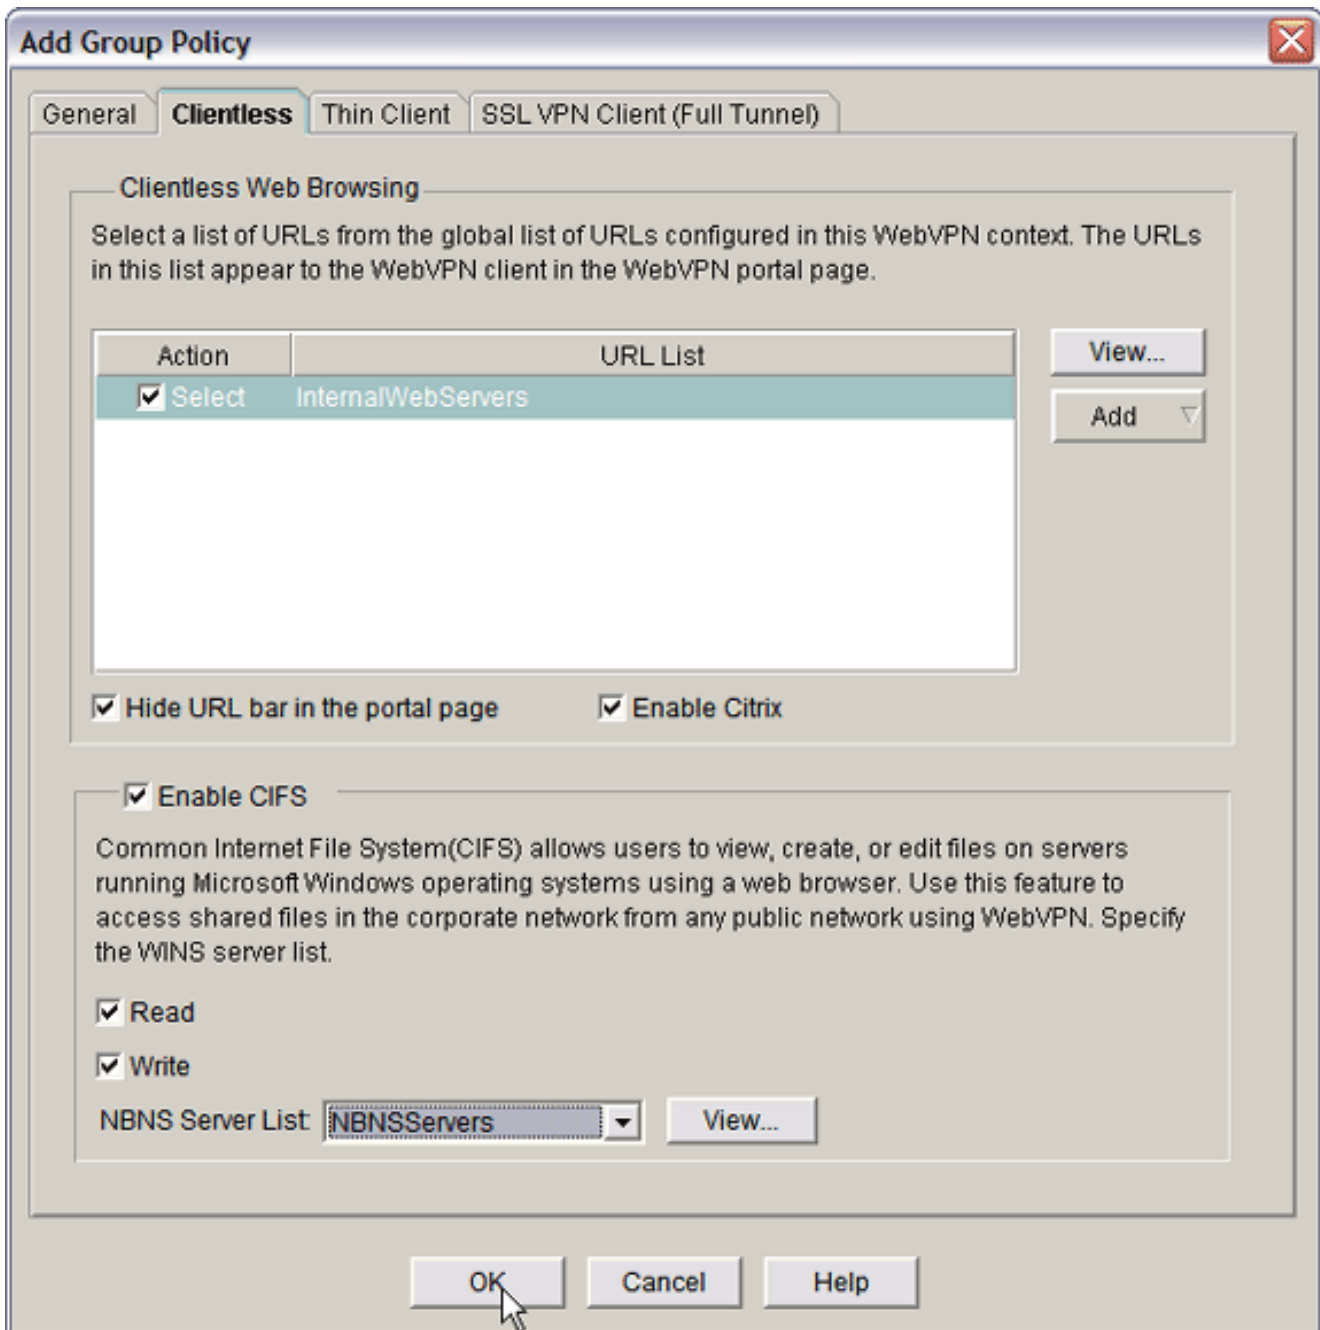 Add Group Policy
General Clientless Thin Client SSL VPN Client (Full Tunnel)
Clientless Web Browsing
Select a list of URLs from the global list of URLs configured in this WebVPN context. The URLs
in this list appear to the WebVPN client in the WebVPN portal page.
Action URL List View...
Select InternalWebServers
Add
Hide URL bar in the portal page Enable Citrix
Enable CIFS
Common Internet File System(CIFS) allows users to view, create, or edit files on servers
running Microsoft Windows operating systems using a web browser. Use this feature to
access shared files in the corporate network from any public network using WebVPN. Specify
the WINS server list.
Read
Write
NBNS Server List: NBNSServers View...
OK Cancel Help